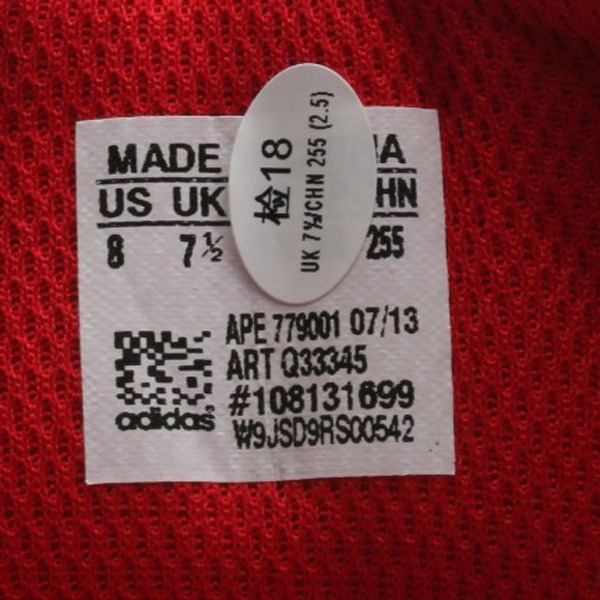 MADE
US UK HN
8 7½ 255
检18
UK 7½/CHN 255 (2.5)
APE 779001 07/13
ART Q33345
#108131699
W9JSD9RS00542
adidas